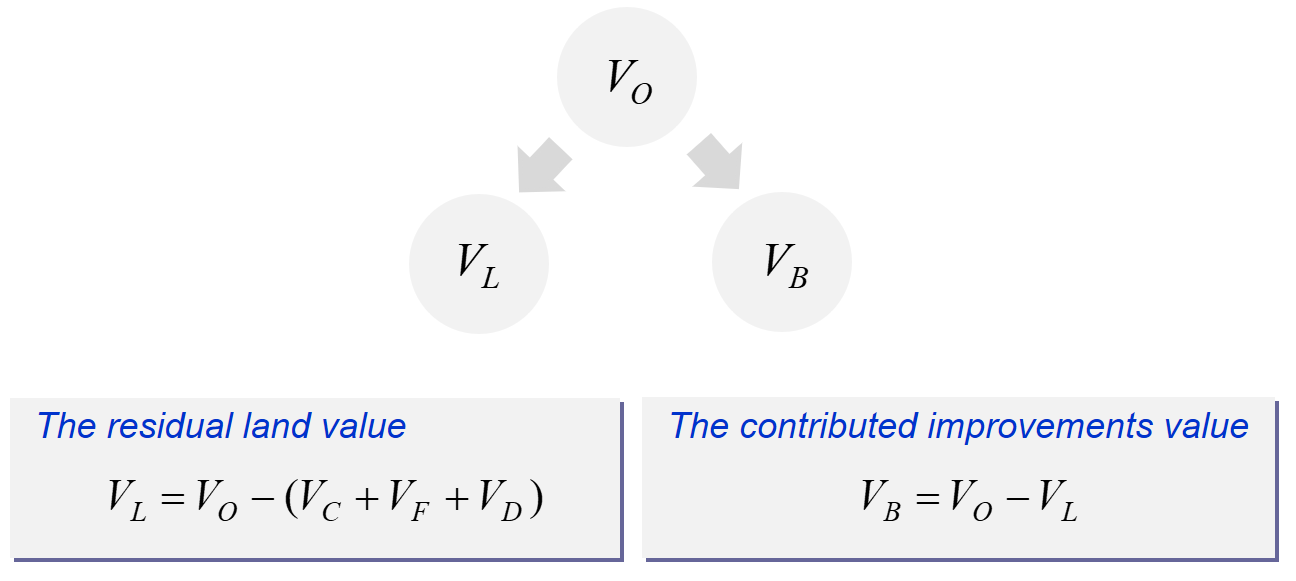 V_O
V_L
V_B
The residual land value
The contributed improvements value
V_L = V_O − (V_C + V_F + V_D)
V_B = V_O − V_L